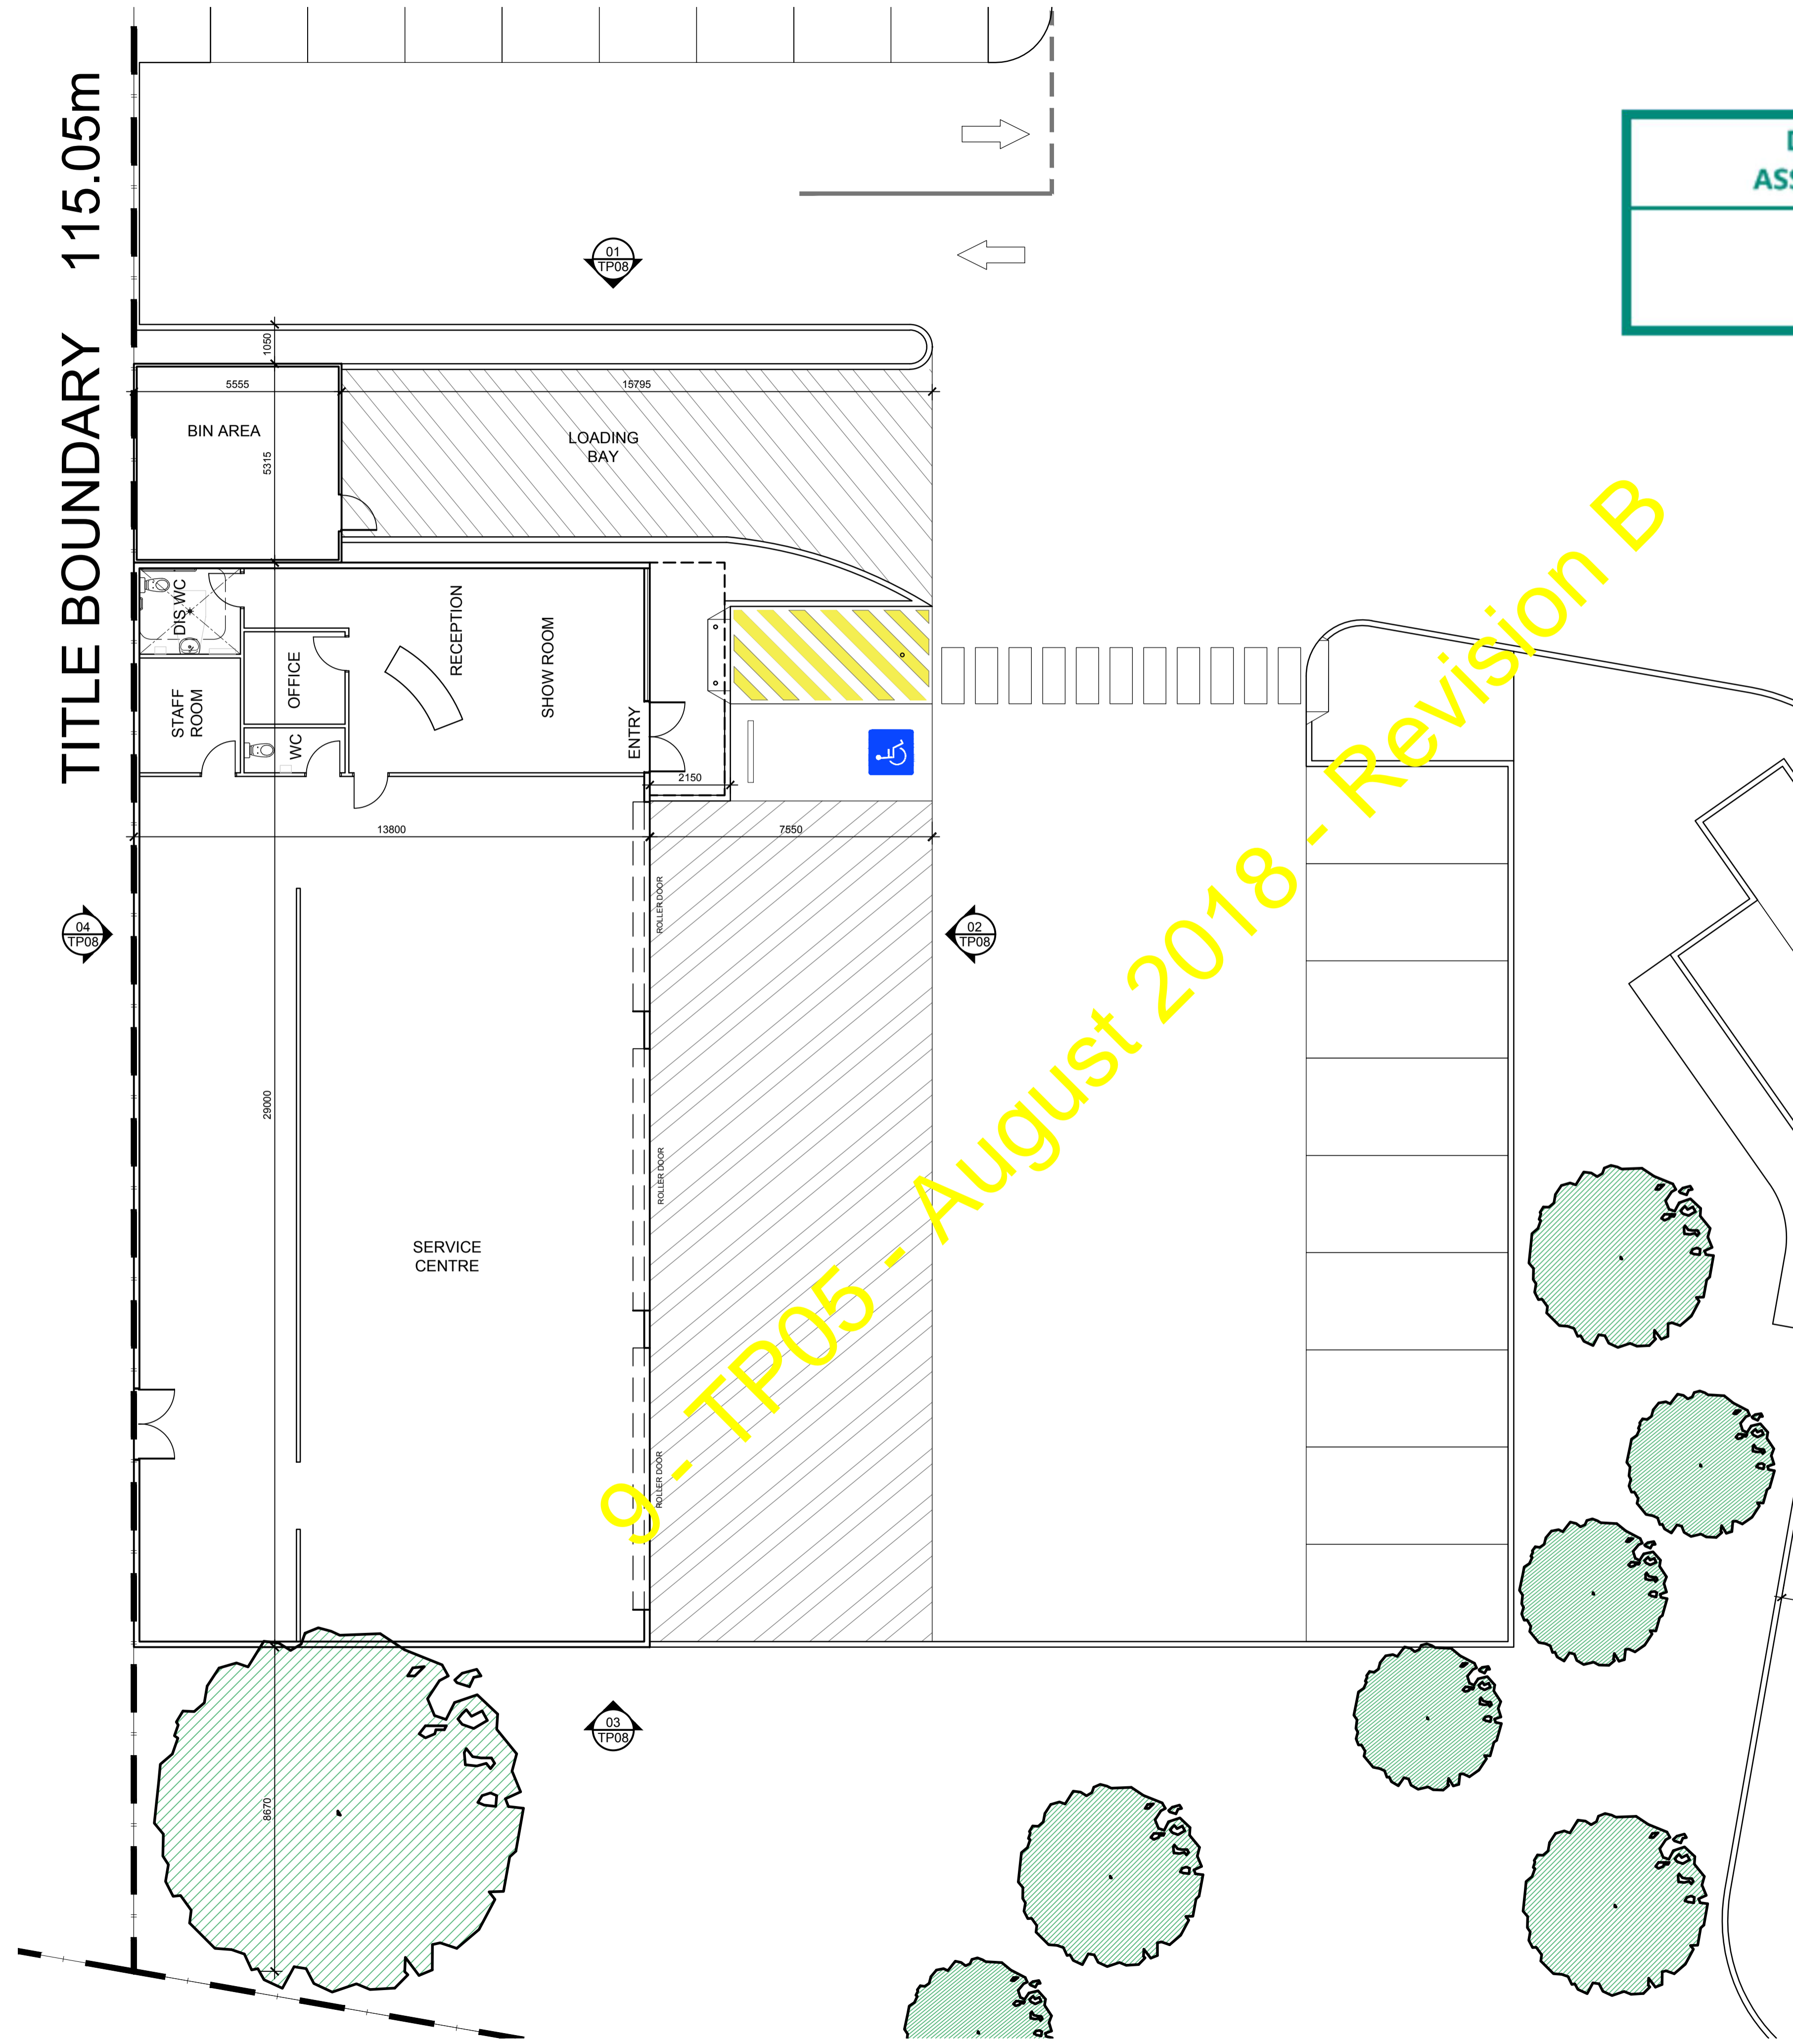 TITLE BOUNDARY 115.05m
D
ASS
01
TP08
1050
5555
15795
BIN AREA
LOADING
BAY
5315
DIS WC
RECEPTION
SHOW ROOM
OFFICE
STAFF
ROOM
WC
ENTRY
2150
13800
7550
ROLLER DOOR
04
TP08
02
TP08
29000
ROLLER DOOR
SERVICE
CENTRE
ROLLER DOOR
9 - TP05 - August 2018 - Revision B
03
TP08
8670